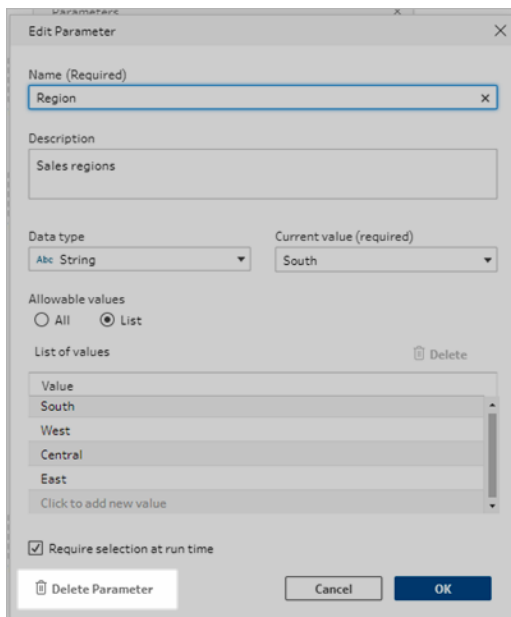 Parameters
Edit Parameter
Name (Required)
Region
Description
Sales regions
Data type
Current value (required)
Abc String
South
Allowable values
All
List
List of values
Delete
Value
South
West
Central
East
Click to add new value
Require selection at run time
Delete Parameter
Cancel
OK